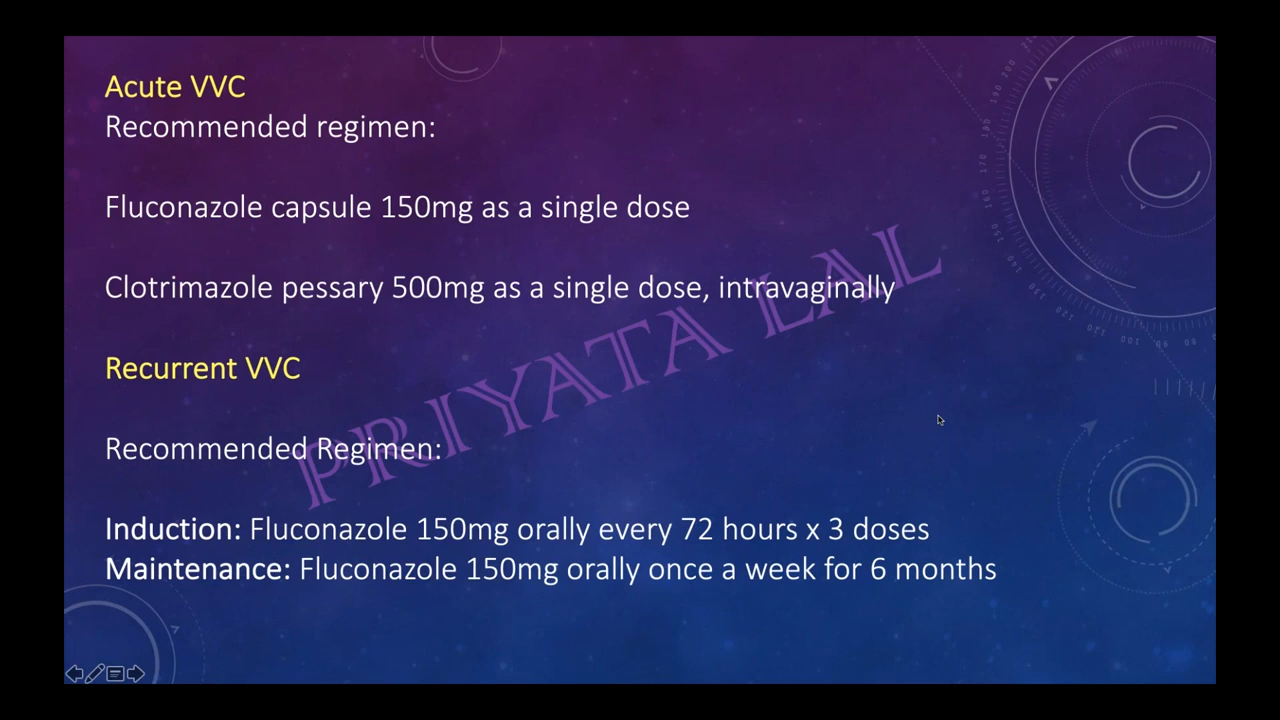 Acute VVC
Recommended regimen:
Fluconazole capsule 150mg as a single dose
Clotrimazole pessary 500mg as a single dose, intravaginally
Recurrent VVC
Recommended Regimen:
Induction: Fluconazole 150mg orally every 72 hours x 3 doses
Maintenance: Fluconazole 150mg orally once a week for 6 months
PRIYATA LAL